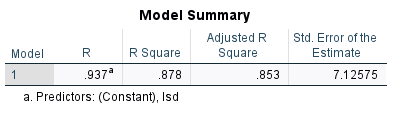 Model Summary
Model R R Square Adjusted R Square Std. Error of the Estimate
1 .937a .878 .853 7.12575
a. Predictors: (Constant), lsd